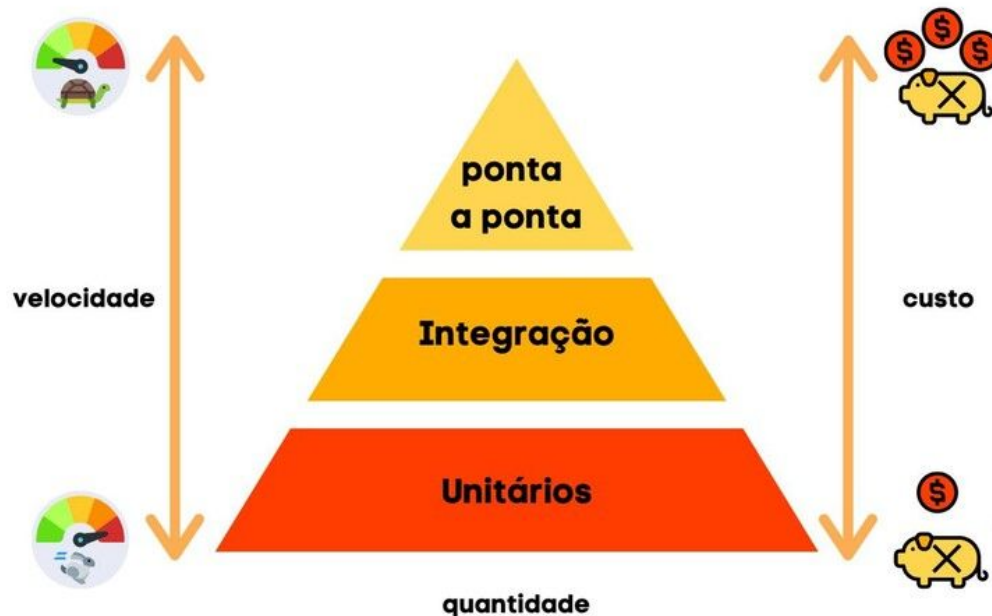 $
$ $
ponta
a ponta
velocidade
custo
Integração
Unitários
$
quantidade